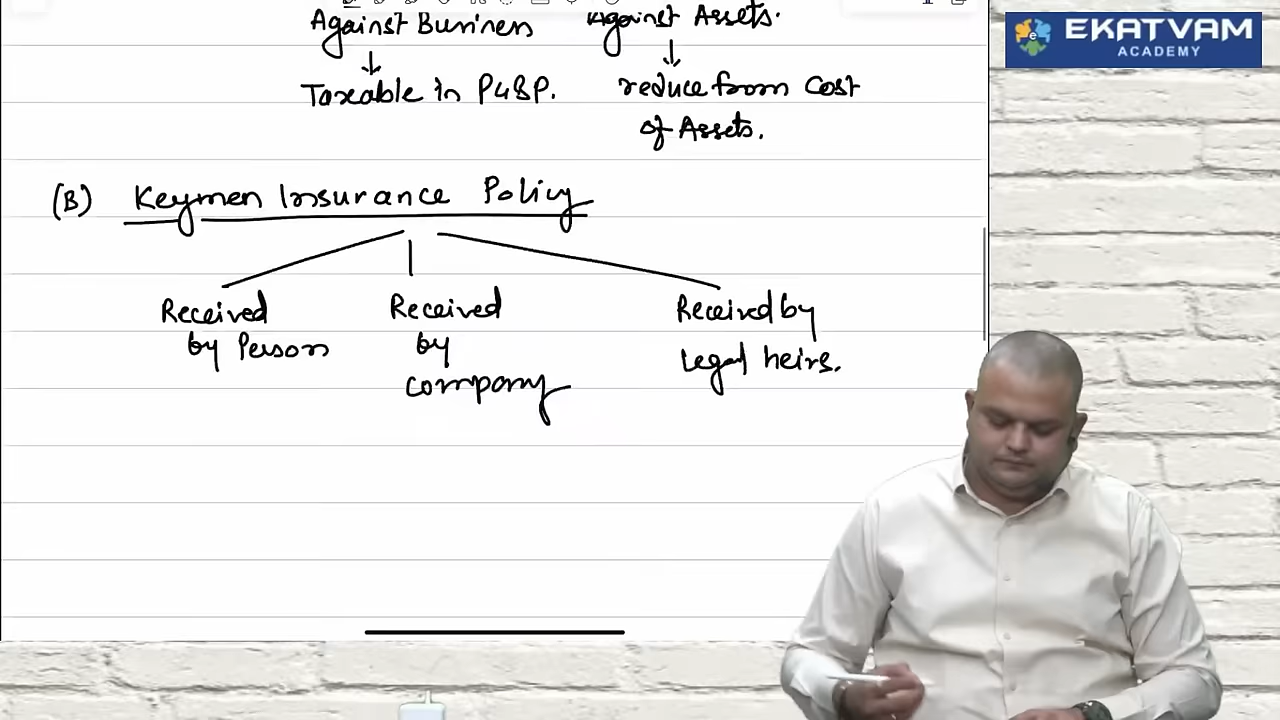 Against Business
Against Assets.
Taxable in P4BP.
reduce from cost
of Assets.
(B) Keymen Insurance Policy
Received
by Person
Received
by
company
Received by
Legal heirs.
EKATVAM
ACADEMY